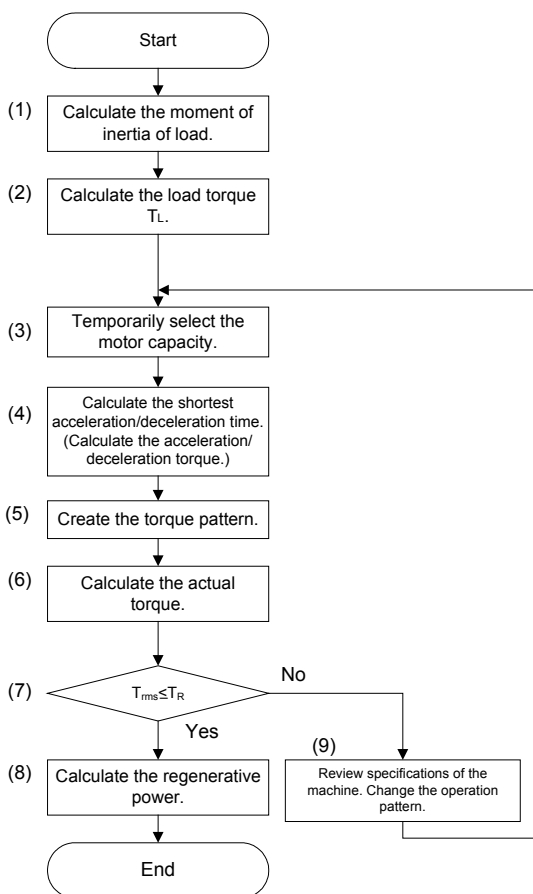 Start
(1)
Calculate the moment of
inertia of load.
(2)
Calculate the load torque
TL.
(3)
Temporarily select the
motor capacity.
(4)
Calculate the shortest
acceleration/deceleration time.
(Calculate the acceleration/
deceleration torque.)
(5)
Create the torque pattern.
(6)
Calculate the actual
torque.
(7)
Trms≤TR
No
Yes
(8)
Calculate the regenerative
power.
(9)
Review specifications of the
machine. Change the operation
pattern.
End